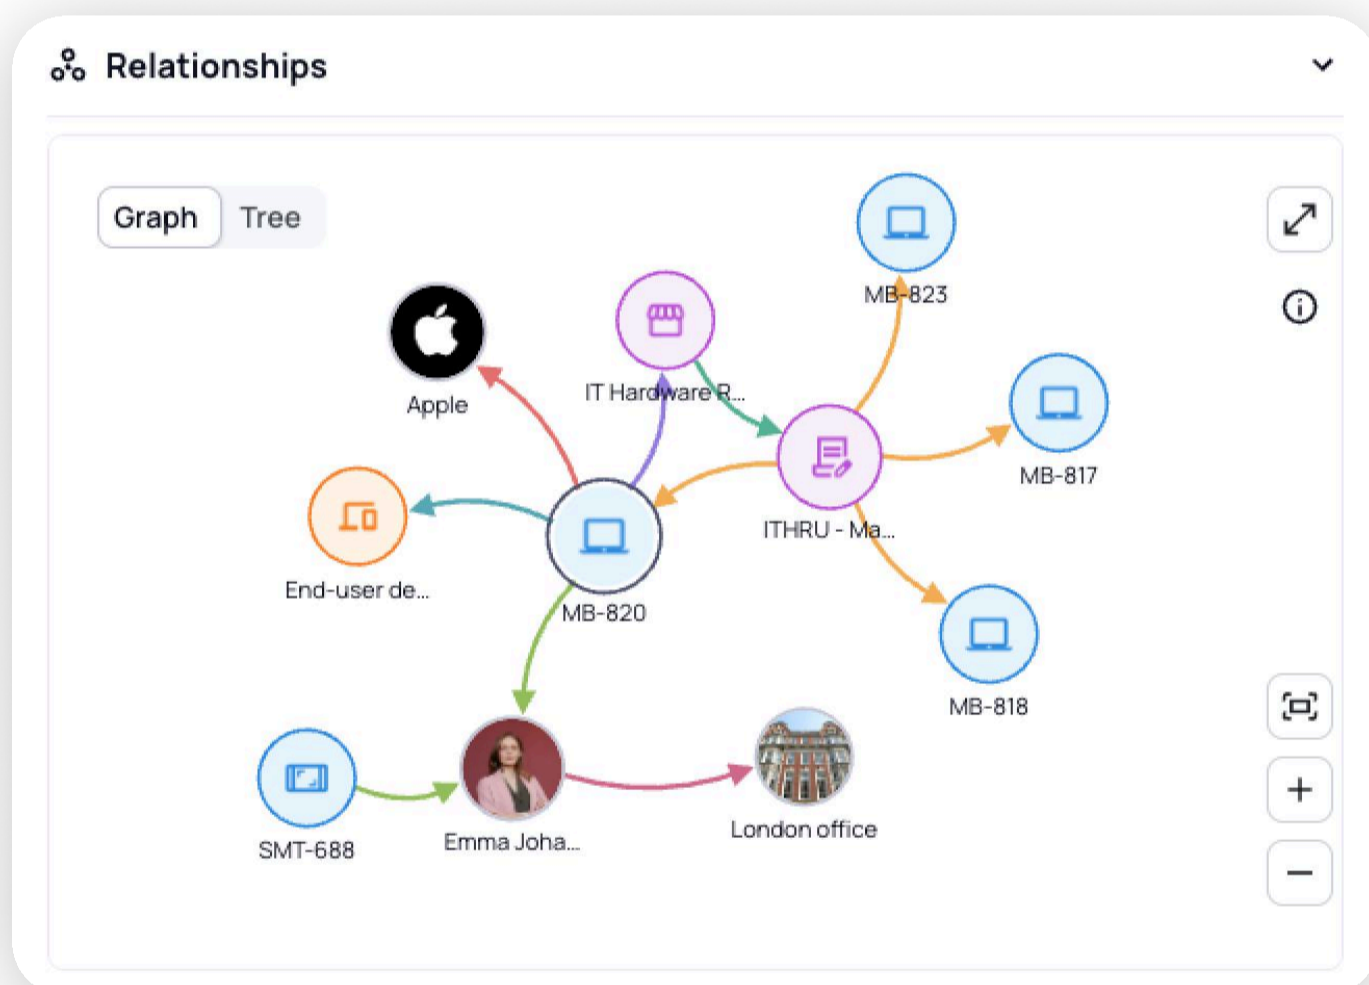 Relationships
Graph Tree
MB-823
IT Hardware R...
Apple
MB-817
ITHRU - Ma...
End-user de...
MB-820
MB-818
London office
Emma Joha...
SMT-688